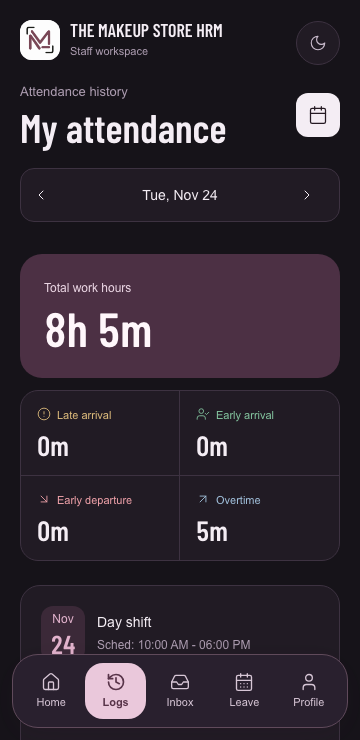 THE MAKEUP STORE HRM
Staff workspace
Attendance history
My attendance
Tue, Nov 24
Total work hours
8h 5m
Late arrival
Early arrival
0m
0m
Early departure
Overtime
0m
5m
Nov
24
Day shift
Sched: 10:00 AM - 06:00 PM
Home
Logs
Inbox
Leave
Profile